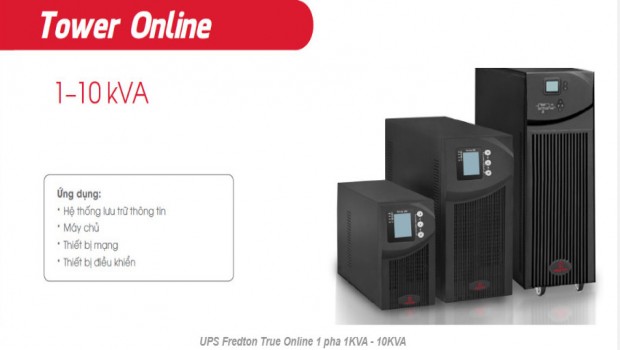 Tower Online
1-10 kVA
Ứng dụng:
• Hệ thống lưu trữ thông tin
• Máy chủ
• Thiết bị mạng
• Thiết bị điều khiển
UPS Fredton True Online 1 pha 1KVA - 10KVA